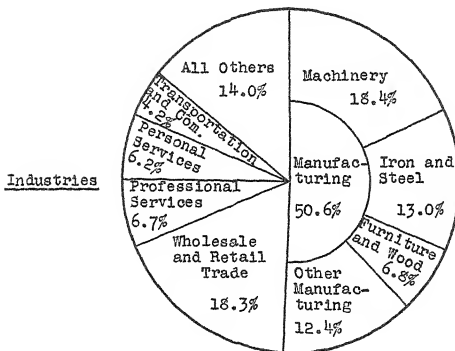 All Others
14.0%
Machinery
18.4%
Transportation
and Com.
4.2%
Personal
Services
6.2%
Industries
Professional
Services
6.7%
Manufac-
turing
50.6%
Iron and
Steel
13.0%
Furniture
and Wood
6.8%
Wholesale
and Retail
Trade
18.3%
Other
Manufac-
turing
12.4%